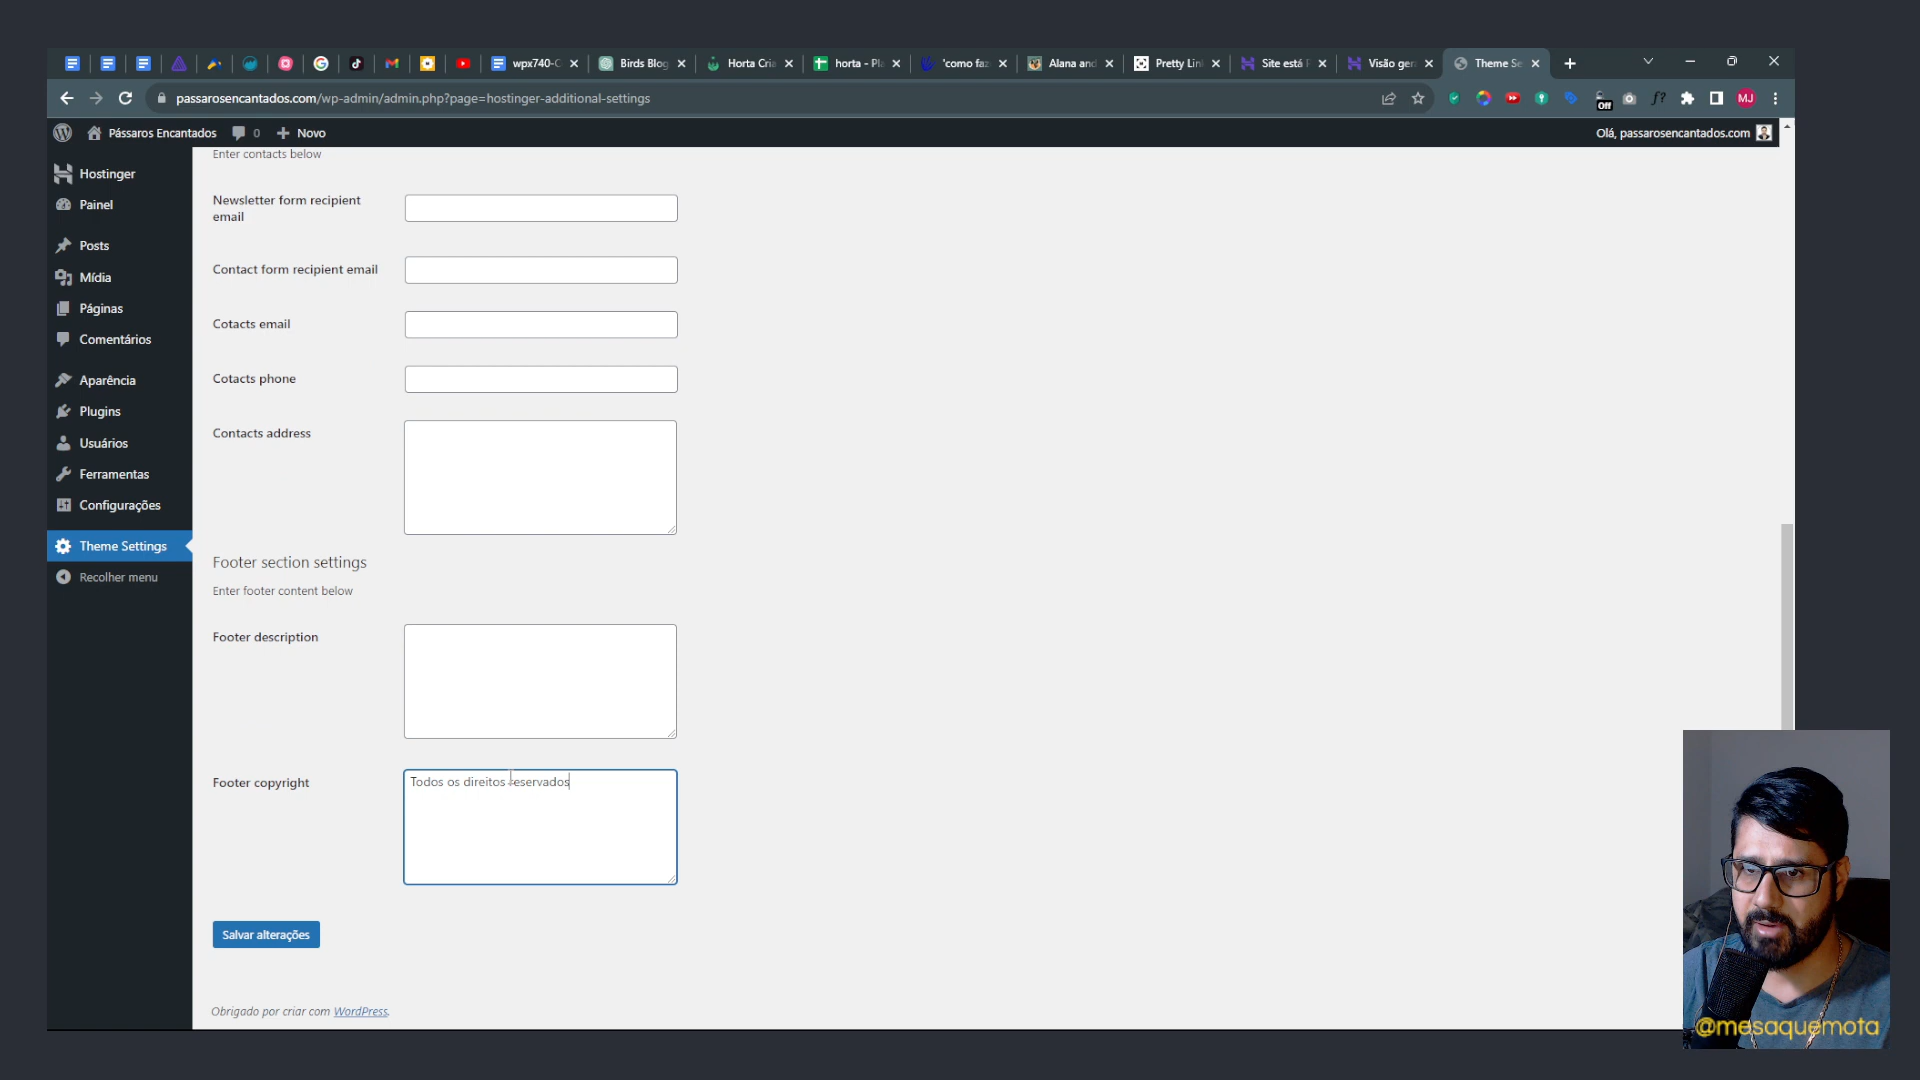 wpx740-C
Birds Blog
Horta Cria
horta - Pla
'como faz
Alana and
Pretty Lin
Site está P
Visão gera
Theme Se
passarosencantados.com/wp-admin/admin.php?page=hostinger-additional-settings
Off
f?
MJ
Pássaros Encantados
0
Novo
Olá, passarosencantados.com
Hostinger
Painel
Posts
Mídia
Páginas
Comentários
Aparência
Plugins
Usuários
Ferramentas
Configurações
Theme Settings
Recolher menu
Enter contacts below
Newsletter form recipient
email
Contact form recipient email
Cotacts email
Cotacts phone
Contacts address
Footer section settings
Enter footer content below
Footer description
Footer copyright
Todos os direitos reservados
Salvar alterações
Obrigado por criar com WordPress.
@mesaquemota